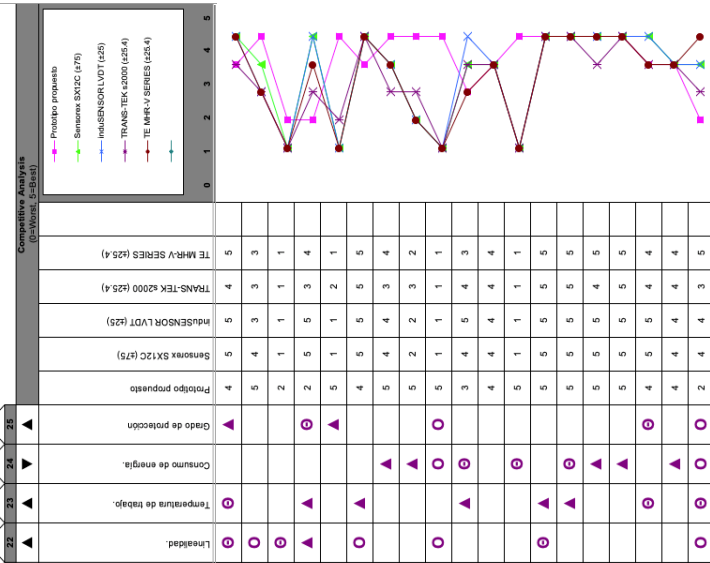 Competitive Analysis
(0=Worst, 5=Best)
Prototipo propuesto
Sensorex SX12C (±75)
induSENSOR LVDT (±25)
TRANS-TEK s2000 (±25.4)
TE MHR-V SERIES (±25.4)
5
4
3
2
1
0
TE MHR-V SERIES (±25.4) 5 3 1 4 1 5 4 2 1 3 4 1 5 5 5 5 4 4 5
TRANS-TEK s2000 (±25.4) 4 3 1 3 2 5 3 3 1 4 4 1 5 5 4 5 4 4 3
induSENSOR LVDT (±25) 5 3 1 5 1 5 4 2 1 5 4 1 5 5 5 5 5 4 4
Sensorex SX12C (±75) 5 4 1 5 1 5 4 2 1 4 4 1 5 5 5 5 5 4 4
Prototipo propuesto 4 5 2 2 5 4 5 5 5 3 4 5 5 5 5 5 4 4 2
25 Grado de protección
24 Consumo de energía.
23 Temperatura de trabajo.
22 Linealidad.